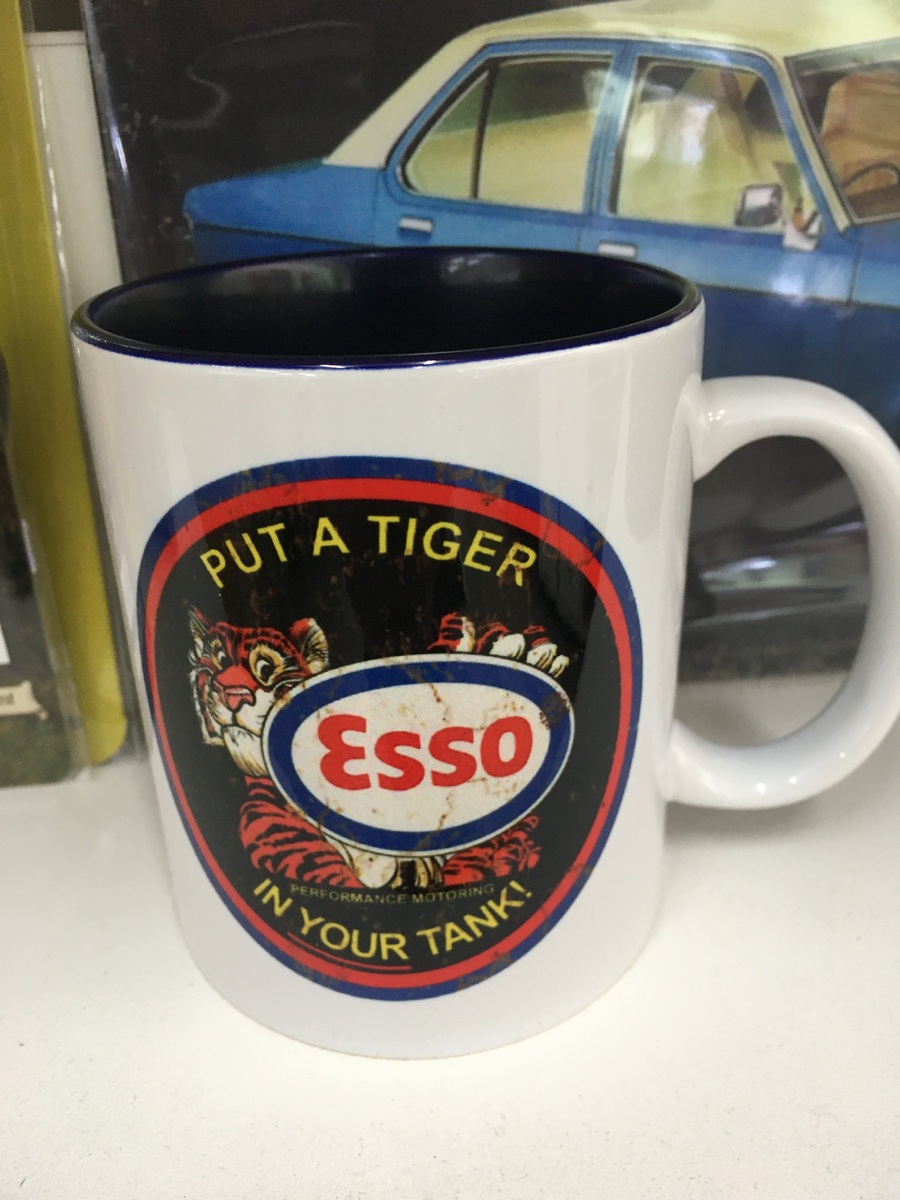 PUT A TIGER
Esso
PERFORMANCE MOTORING
IN YOUR TANK!